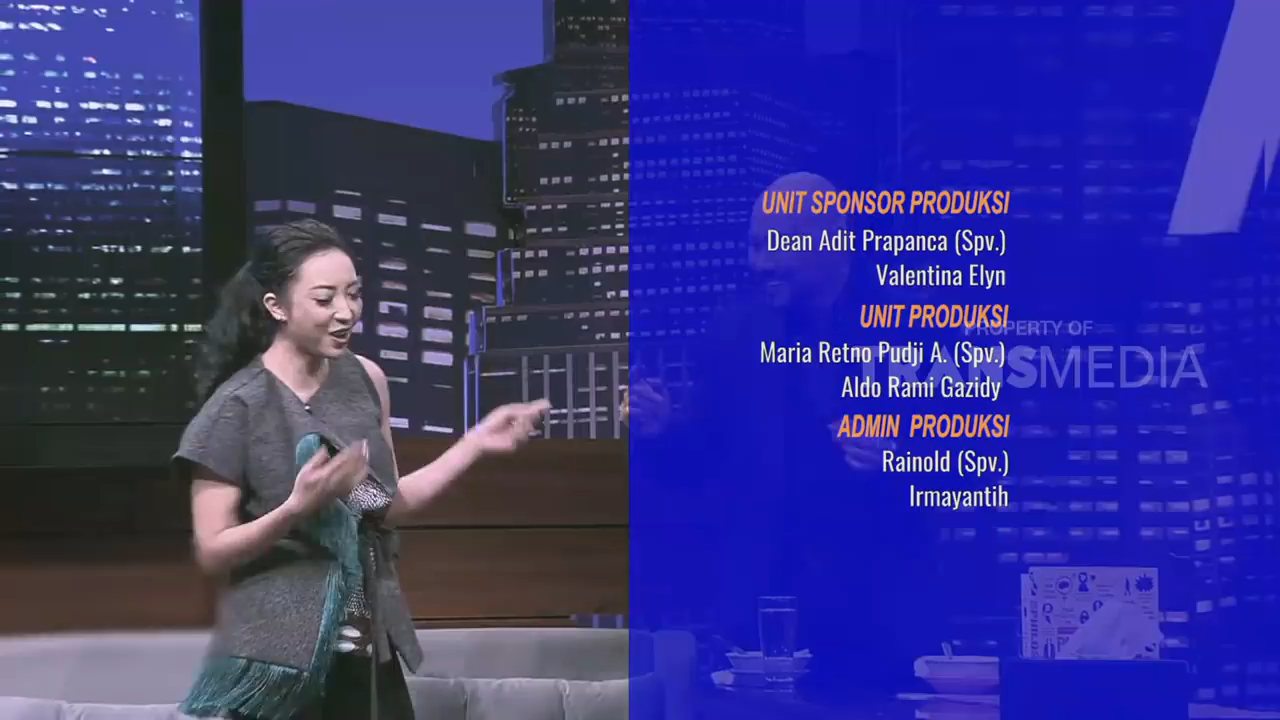 UNIT SPONSOR PRODUKSI
Dean Adit Prapanca (Spv.)
Valentina Elyn
UNIT PRODUKSI
PROPERTY OF
Maria Retno Pudji A. (Spv.)
TRANSMEDIA
Aldo Rami Gazidy
ADMIN PRODUKSI
Rainold (Spv.)
Irmayantih